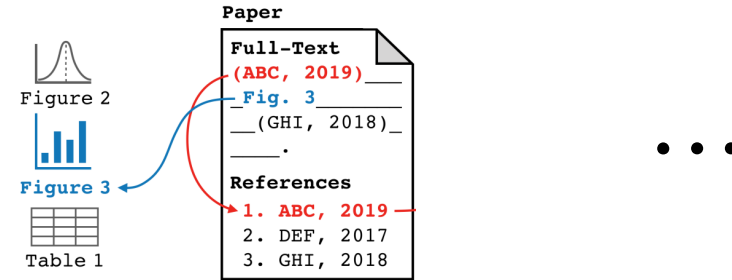 Paper
Full-Text
(ABC, 2019)___
_Fig. 3________
__(GHI, 2018)_
____.
References
1. ABC, 2019
2. DEF, 2017
3. GHI, 2018
Figure 2
Figure 3
Table 1